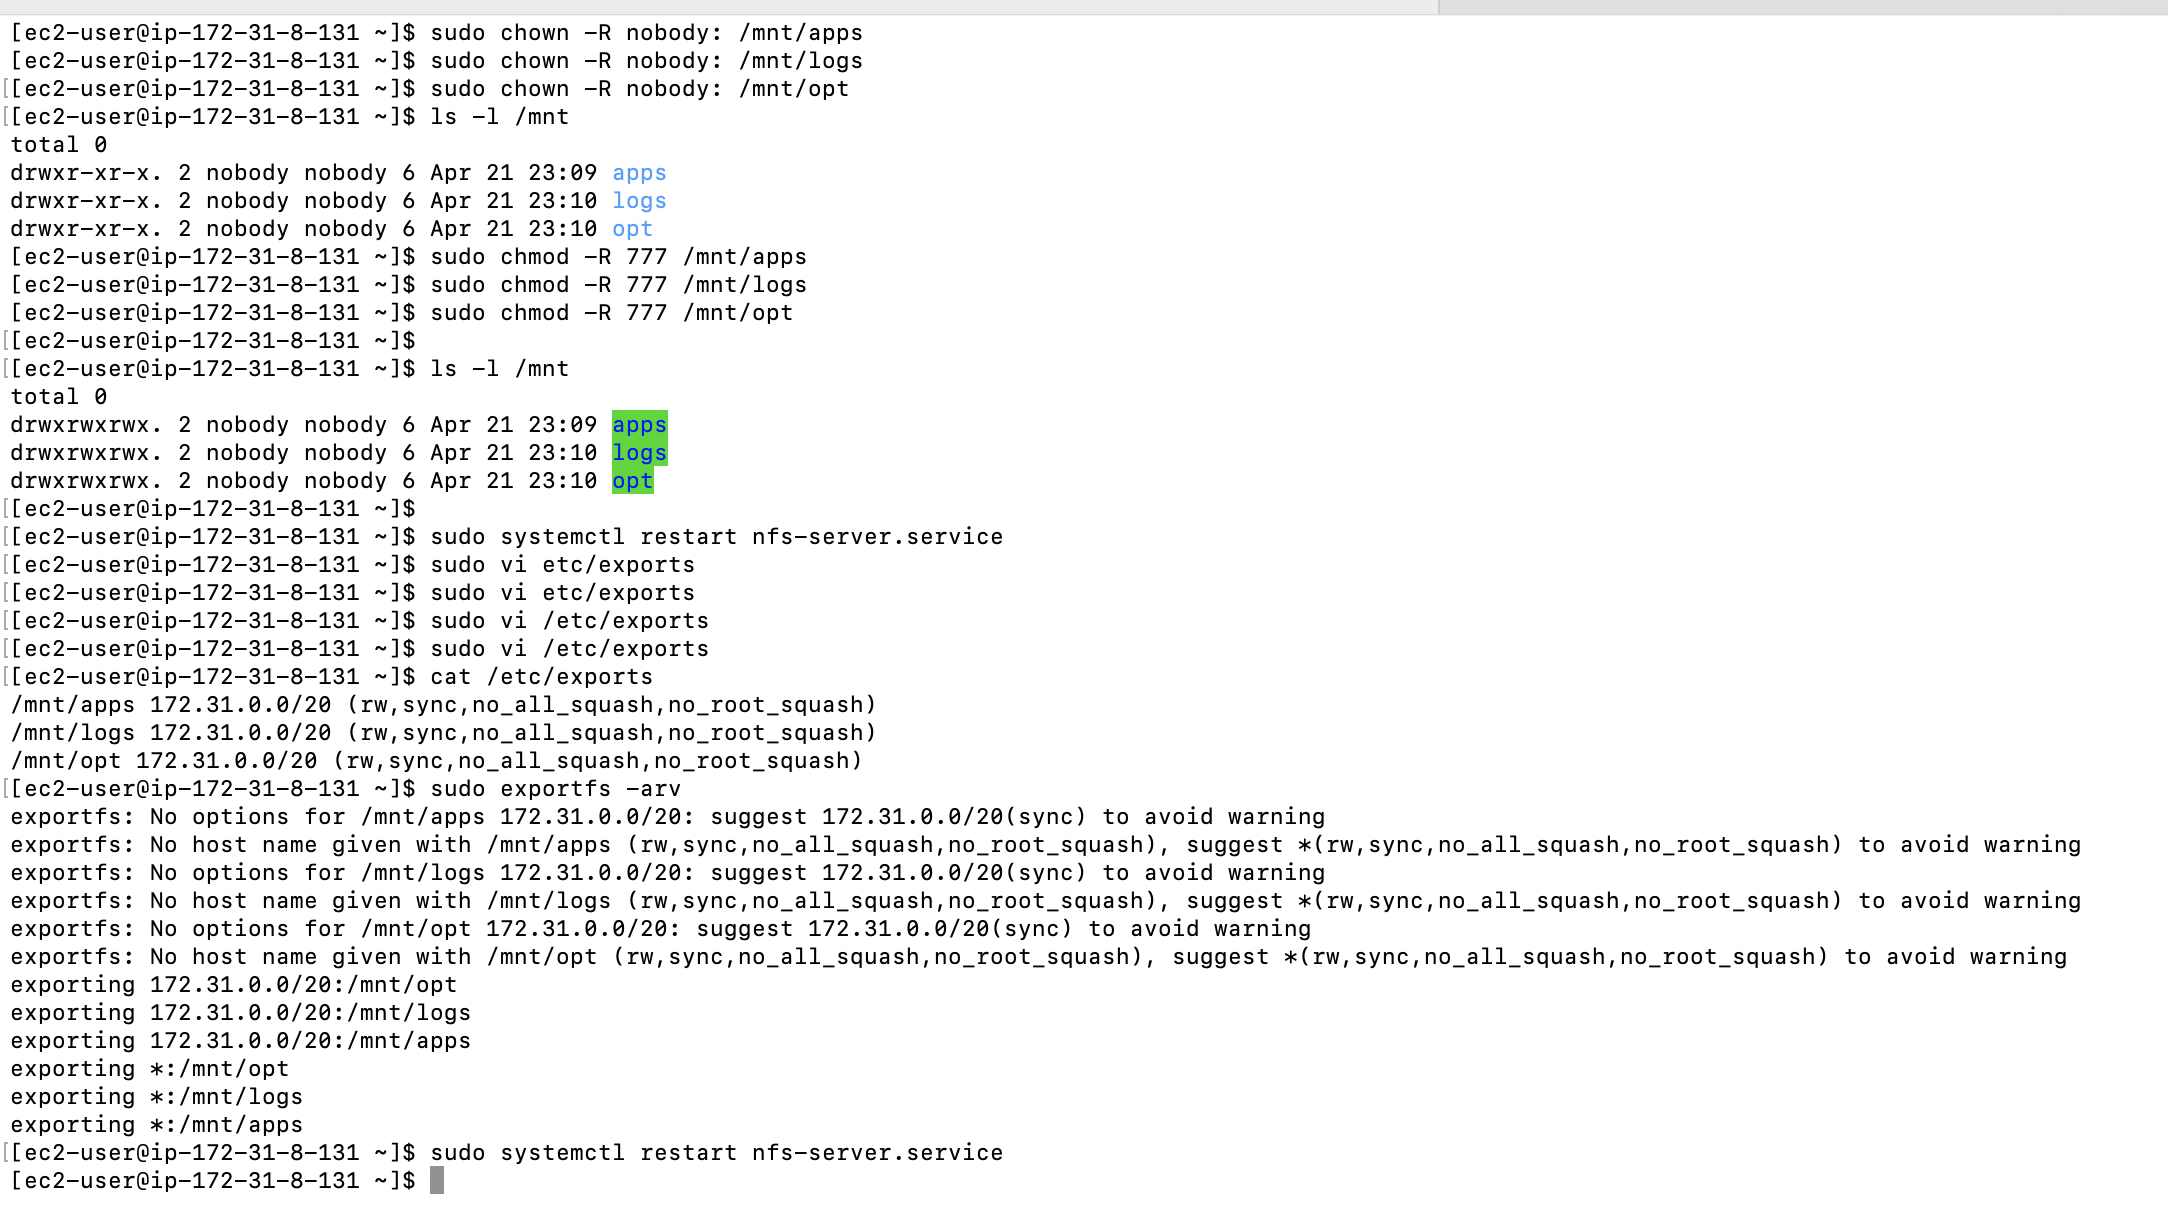 [ec2-user@ip-172-31-8-131 ~]$ sudo chown -R nobody: /mnt/apps
[ec2-user@ip-172-31-8-131 ~]$ sudo chown -R nobody: /mnt/logs
[[ec2-user@ip-172-31-8-131 ~]$ sudo chown -R nobody: /mnt/opt
[[ec2-user@ip-172-31-8-131 ~]$ ls -l /mnt
total 0
drwxr-xr-x. 2 nobody nobody 6 Apr 21 23:09 apps
drwxr-xr-x. 2 nobody nobody 6 Apr 21 23:10 logs
drwxr-xr-x. 2 nobody nobody 6 Apr 21 23:10 opt
[ec2-user@ip-172-31-8-131 ~]$ sudo chmod -R 777 /mnt/apps
[ec2-user@ip-172-31-8-131 ~]$ sudo chmod -R 777 /mnt/logs
[ec2-user@ip-172-31-8-131 ~]$ sudo chmod -R 777 /mnt/opt
[[ec2-user@ip-172-31-8-131 ~]$
[[ec2-user@ip-172-31-8-131 ~]$ ls -l /mnt
total 0
drwxrwxrwx. 2 nobody nobody 6 Apr 21 23:09 apps
drwxrwxrwx. 2 nobody nobody 6 Apr 21 23:10 logs
drwxrwxrwx. 2 nobody nobody 6 Apr 21 23:10 opt
[[ec2-user@ip-172-31-8-131 ~]$
[[ec2-user@ip-172-31-8-131 ~]$ sudo systemctl restart nfs-server.service
[[ec2-user@ip-172-31-8-131 ~]$ sudo vi etc/exports
[[ec2-user@ip-172-31-8-131 ~]$ sudo vi etc/exports
[[ec2-user@ip-172-31-8-131 ~]$ sudo vi /etc/exports
[[ec2-user@ip-172-31-8-131 ~]$ sudo vi /etc/exports
[[ec2-user@ip-172-31-8-131 ~]$ cat /etc/exports
/mnt/apps 172.31.0.0/20 (rw,sync,no_all_squash,no_root_squash)
/mnt/logs 172.31.0.0/20 (rw,sync,no_all_squash,no_root_squash)
/mnt/opt 172.31.0.0/20 (rw,sync,no_all_squash,no_root_squash)
[[ec2-user@ip-172-31-8-131 ~]$ sudo exportfs -arv
exportfs: No options for /mnt/apps 172.31.0.0/20: suggest 172.31.0.0/20(sync) to avoid warning
exportfs: No host name given with /mnt/apps (rw,sync,no_all_squash,no_root_squash), suggest *(rw,sync,no_all_squash,no_root_squash) to avoid warning
exportfs: No options for /mnt/logs 172.31.0.0/20: suggest 172.31.0.0/20(sync) to avoid warning
exportfs: No host name given with /mnt/logs (rw,sync,no_all_squash,no_root_squash), suggest *(rw,sync,no_all_squash,no_root_squash) to avoid warning
exportfs: No options for /mnt/opt 172.31.0.0/20: suggest 172.31.0.0/20(sync) to avoid warning
exportfs: No host name given with /mnt/opt (rw,sync,no_all_squash,no_root_squash), suggest *(rw,sync,no_all_squash,no_root_squash) to avoid warning
exporting 172.31.0.0/20:/mnt/opt
exporting 172.31.0.0/20:/mnt/logs
exporting 172.31.0.0/20:/mnt/apps
exporting *:/mnt/opt
exporting *:/mnt/logs
exporting *:/mnt/apps
[[ec2-user@ip-172-31-8-131 ~]$ sudo systemctl restart nfs-server.service
[ec2-user@ip-172-31-8-131 ~]$